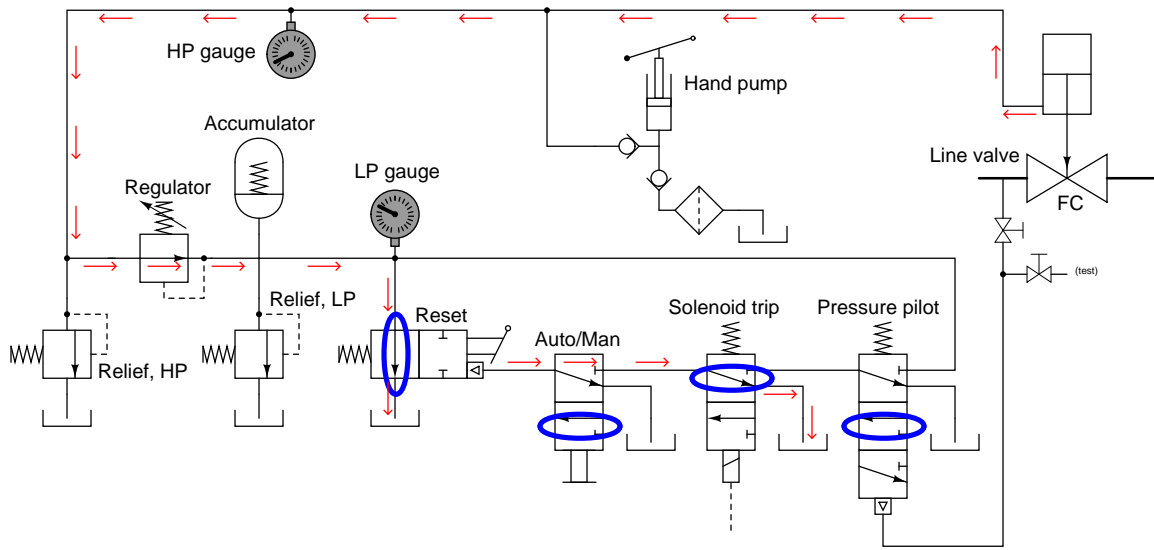 HP gauge
Hand pump
Accumulator
Line valve
LP gauge
Regulator
FC
(test)
Relief, LP
Reset
Solenoid trip
Pressure pilot
Auto/Man
Relief, HP